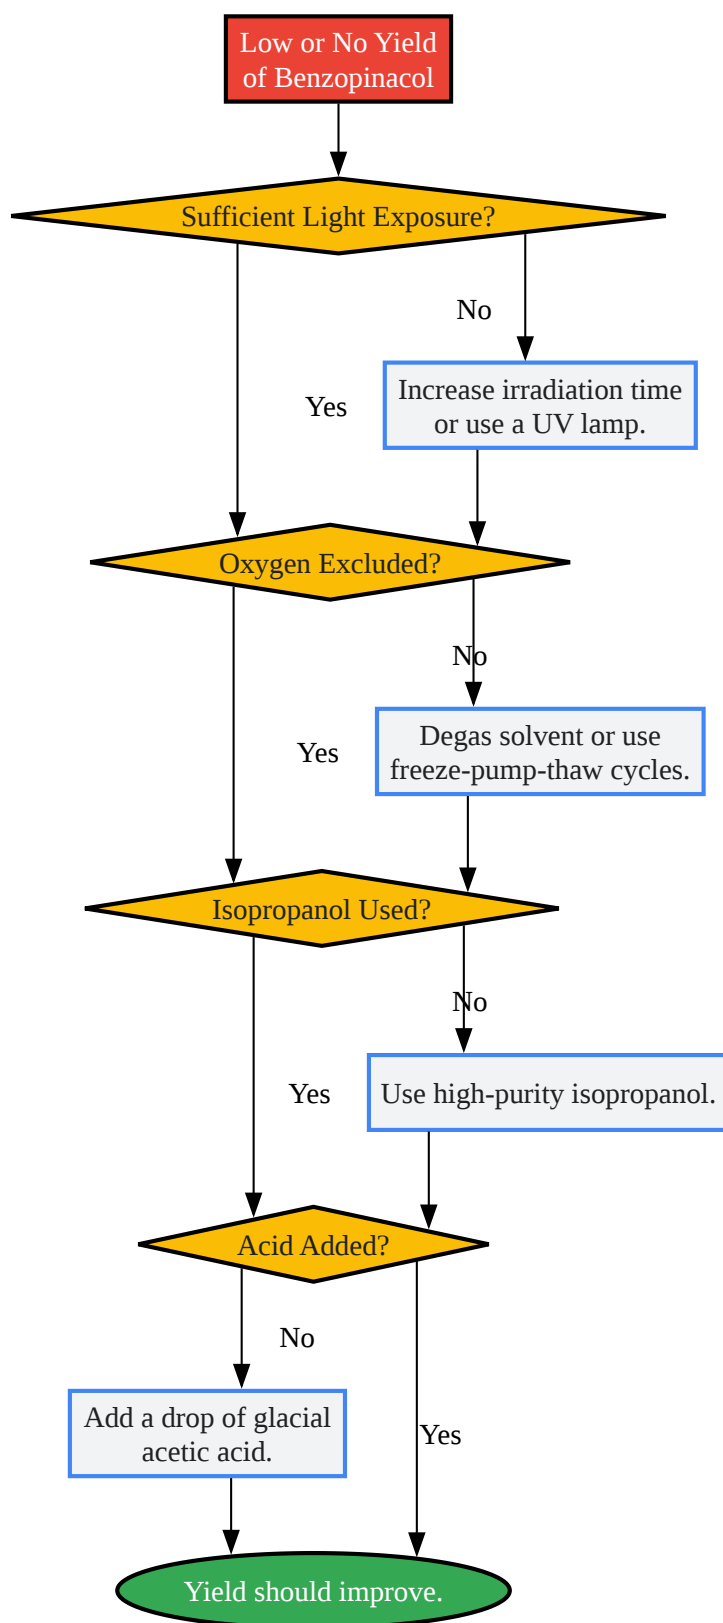 Low or No Yield
of Benzopinacol
Sufficient Light Exposure?
No
Increase irradiation time
or use a UV lamp.
Yes
Oxygen Excluded?
No
Degas solvent or use
freeze-pump-thaw cycles.
Yes
Isopropanol Used?
No
Use high-purity isopropanol.
Yes
Acid Added?
No
Add a drop of glacial
acetic acid.
Yes
Yield should improve.